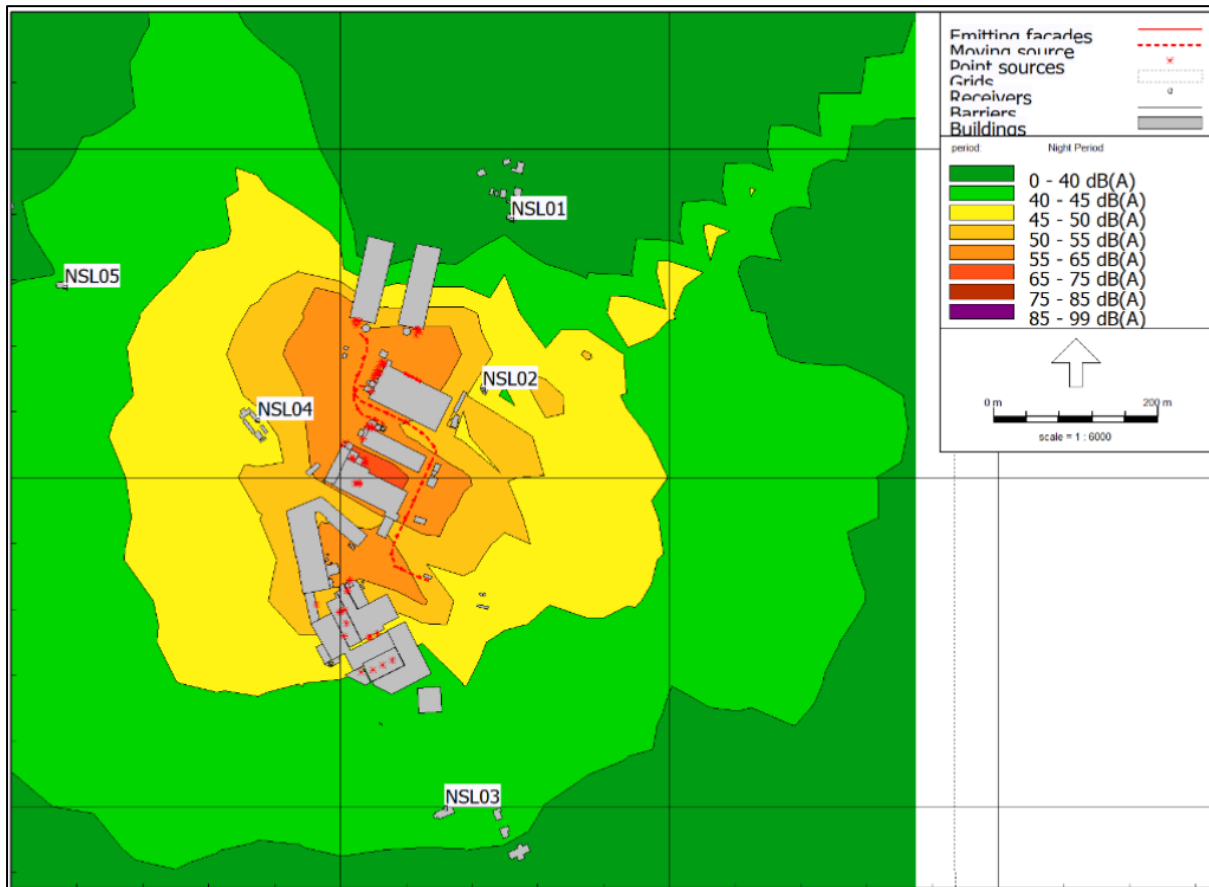 Emitting facades
Moving source
Point sources
Grids
Receivers
Barriers
Buildings
period: Night Period
0 - 40 dB(A)
40 - 45 dB(A)
45 - 50 dB(A)
50 - 55 dB(A)
55 - 65 dB(A)
65 - 75 dB(A)
75 - 85 dB(A)
85 - 99 dB(A)
0 m 200 m
scale = 1 : 6000
NSL01
NSL05
NSL02
NSL04
NSL03